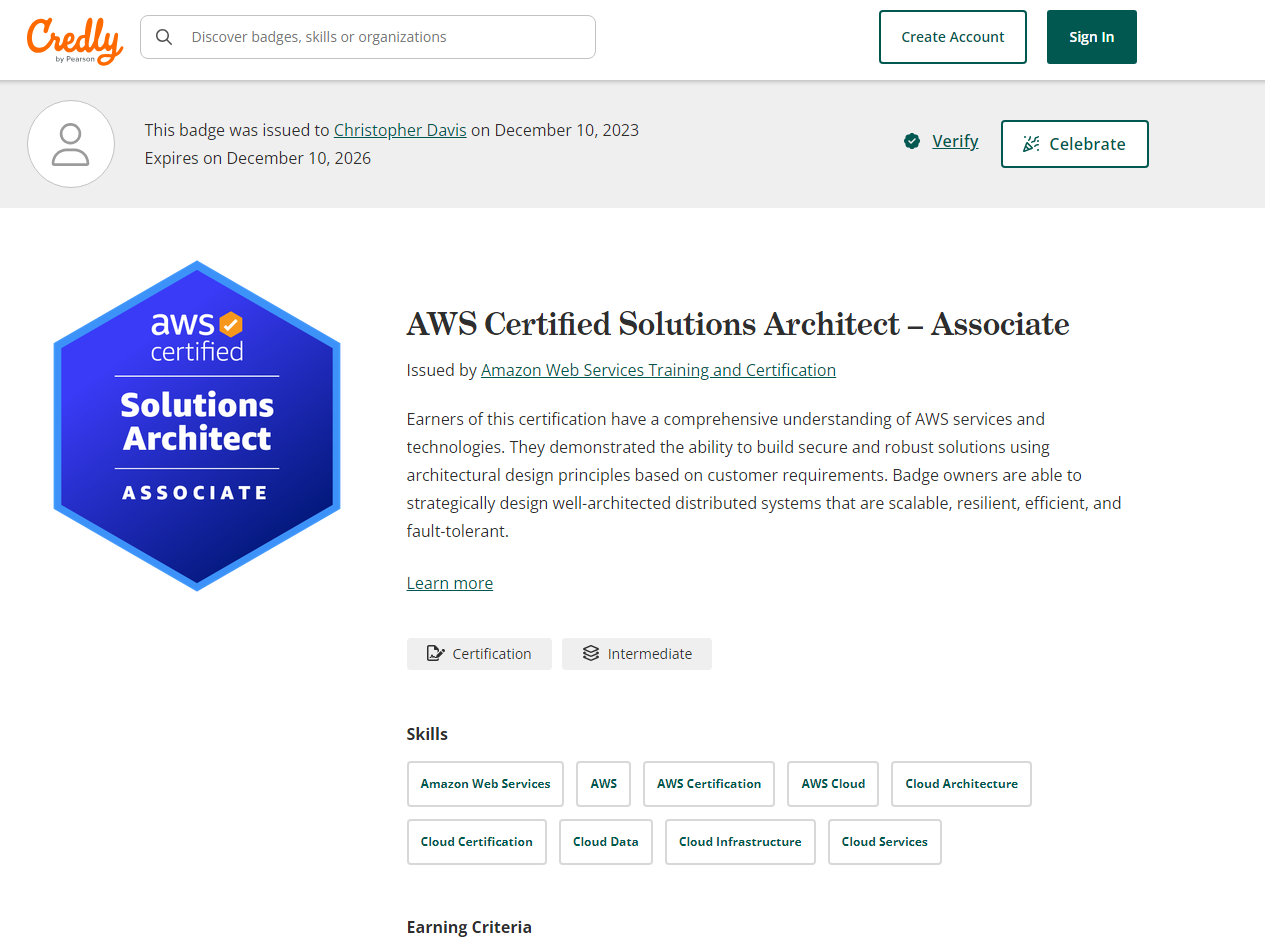 Credly
by Pearson
Discover badges, skills or organizations
Create Account
Sign In
This badge was issued to Christopher Davis on December 10, 2023
Expires on December 10, 2026
Verify
Celebrate
aws
certified
Solutions
Architect
ASSOCIATE
AWS Certified Solutions Architect – Associate
Issued by Amazon Web Services Training and Certification
Earners of this certification have a comprehensive understanding of AWS services and
technologies. They demonstrated the ability to build secure and robust solutions using
architectural design principles based on customer requirements. Badge owners are able to
strategically design well-architected distributed systems that are scalable, resilient, efficient, and
fault-tolerant.
Learn more
Certification
Intermediate
Skills
Amazon Web Services
AWS
AWS Certification
AWS Cloud
Cloud Architecture
Cloud Certification
Cloud Data
Cloud Infrastructure
Cloud Services
Earning Criteria